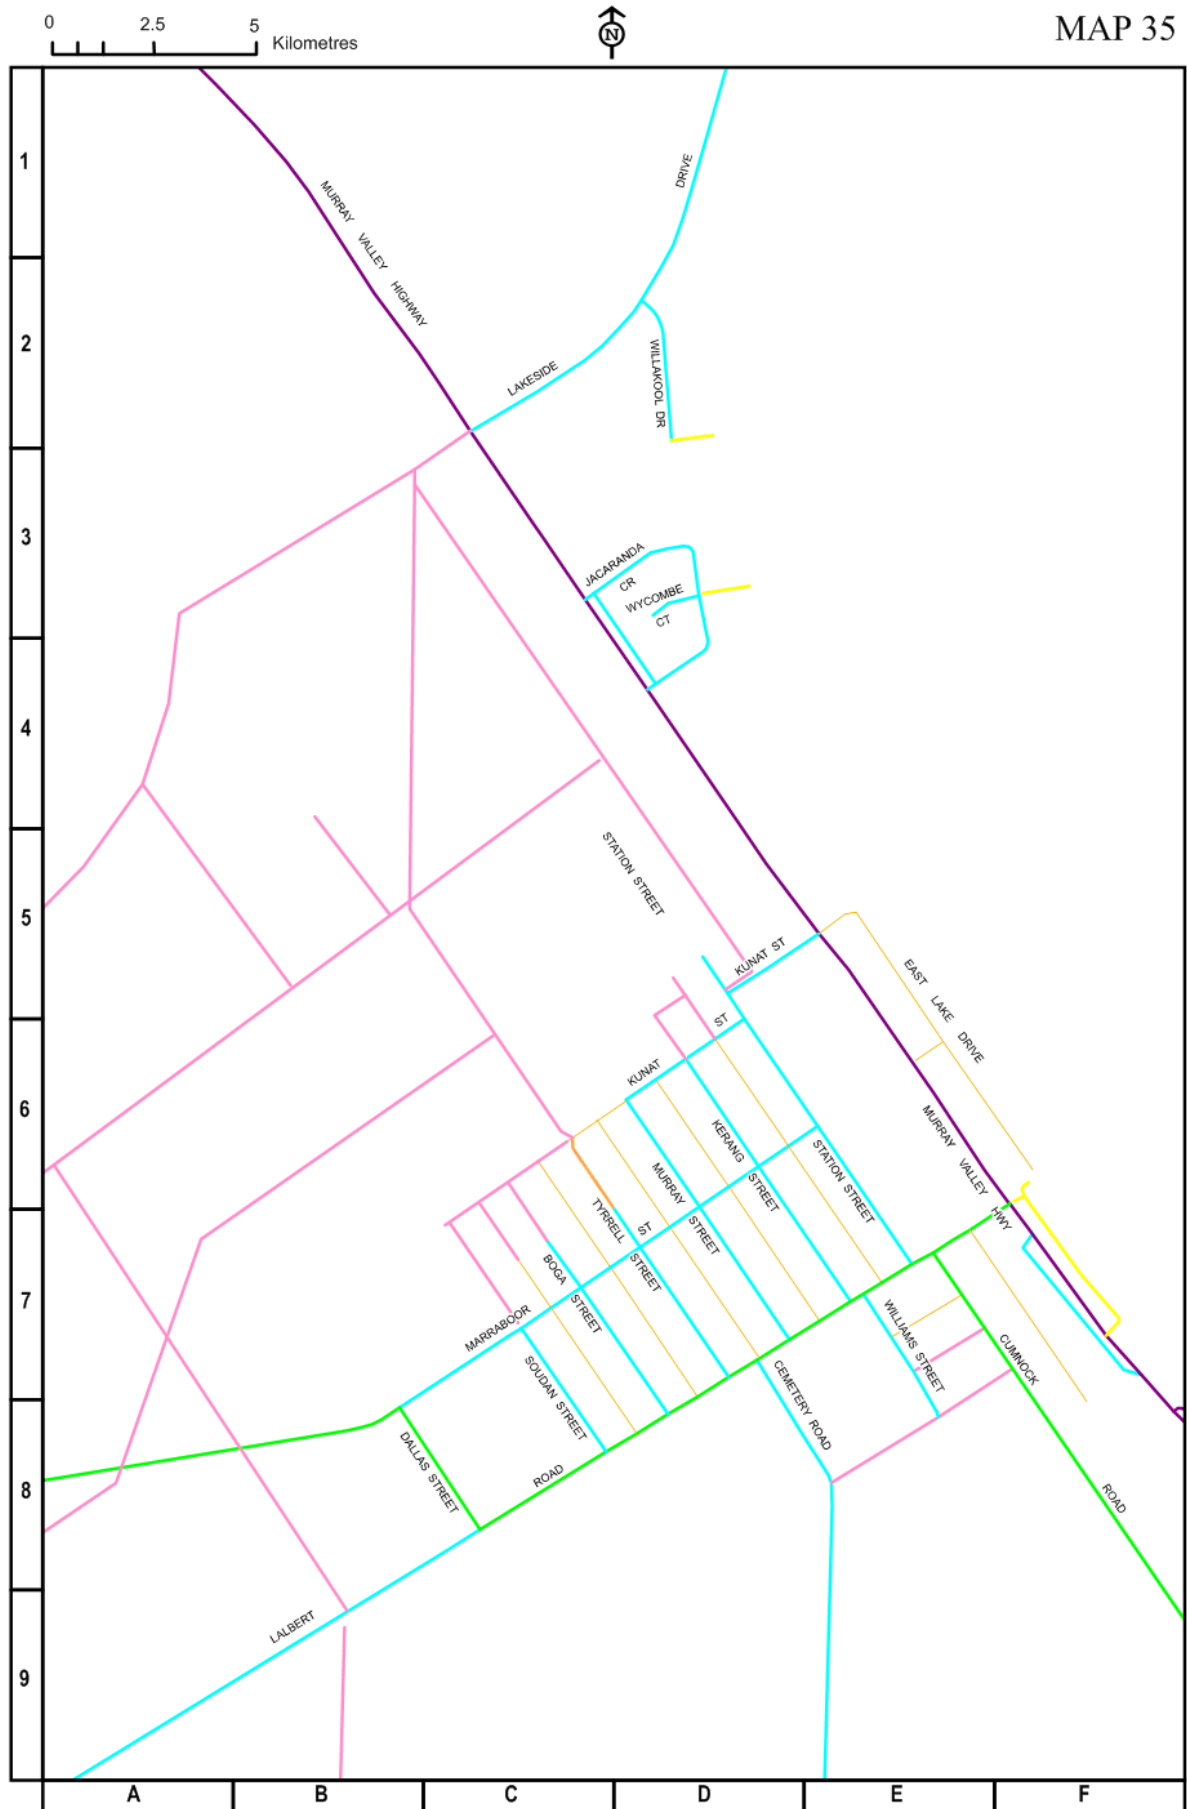 0 2.5 5 Kilometres
N
MAP 35
1
DRIVE
MURRAY VALLEY HIGHWAY
2
LAKESIDE
WILLAKOOL DR
3
JACARANDA
CR
WYCOMBE
CT
4
STATION STREET
5
KUNAT ST
EAST LAKE DRIVE
KUNAT ST
6
MURRAY VALLEY HWY
KERANG STREET
STATION STREET
MURRAY STREET
TYRRELL STREET
ST
7
BOGA STREET
MARRABOOR
WILLIAMS STREET
SOUDAN STREET
CUMNOCK
CEMETERY ROAD
DALLAS STREET
8
ROAD
ROAD
LALBERT
9
A B C D E F